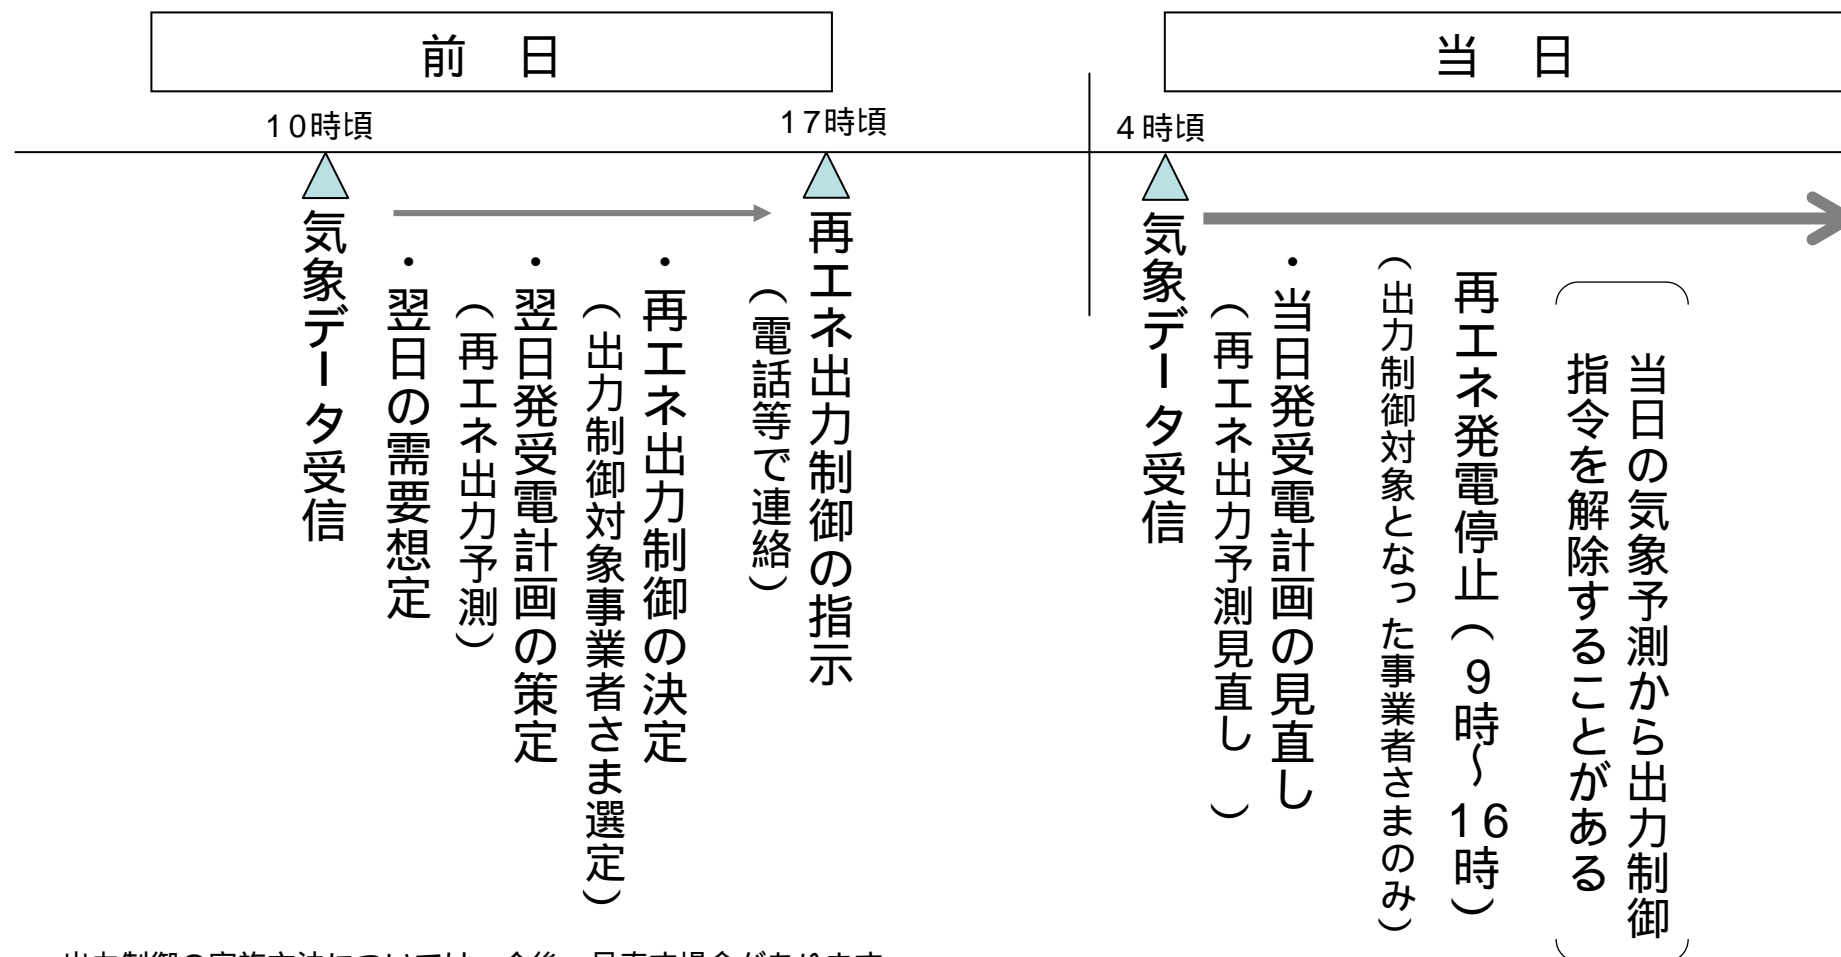 前 日
当 日
10時頃
17時頃
4時頃
気象データ受信
・翌日の需要想定
(再エネ出力予測)
・翌日発受電計画の策定
(出力制御対象事業者さま選定)
・再エネ出力制御の決定
(電話等で連絡)
再エネ出力制御の指示
気象データ受信
(再エネ出力予測見直し )
・当日発受電計画の見直し
(出力制御対象となった事業者さまのみ)
再エネ発電停止(9時~16時)
当日の気象予測から出力制御
指令を解除することがある